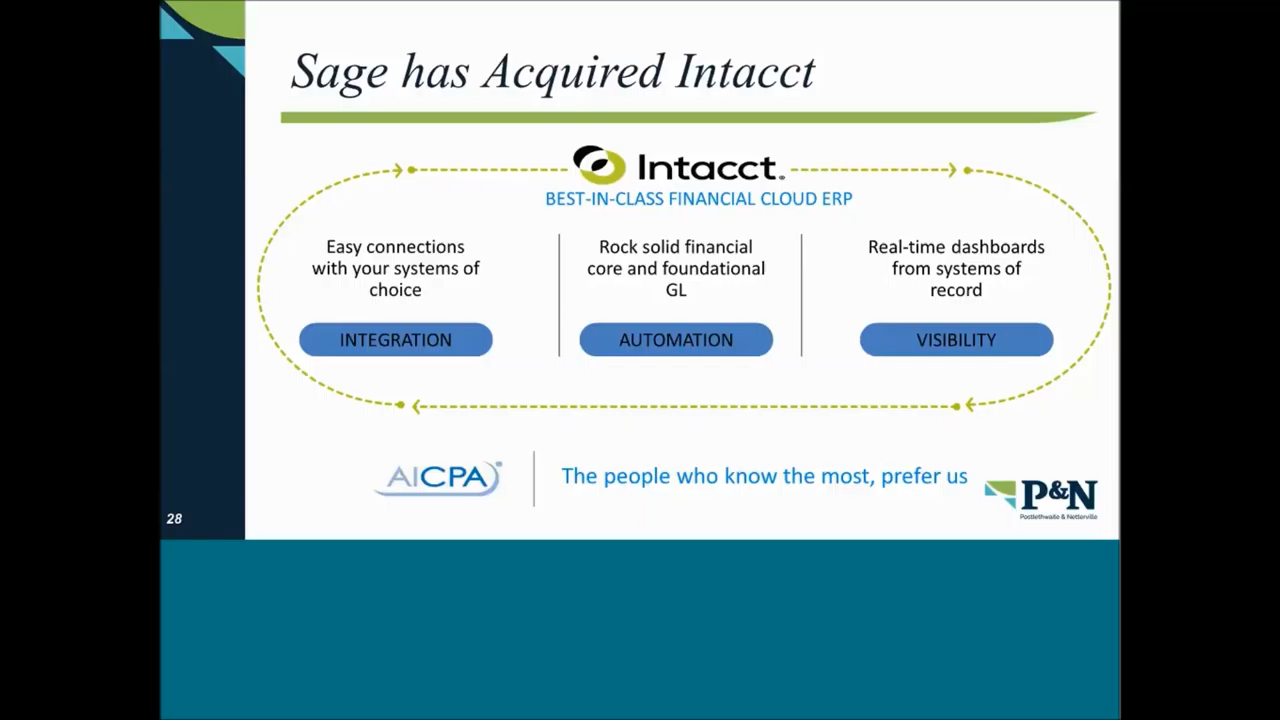 Sage has Acquired Intacct
Intacct.
BEST-IN-CLASS FINANCIAL CLOUD ERP
Easy connections
with your systems of
choice
INTEGRATION
Rock solid financial
core and foundational
GL
AUTOMATION
Real-time dashboards
from systems of
record
VISIBILITY
AICPA
The people who know the most, prefer us
P&N
Postlethwaite & Netterville
28